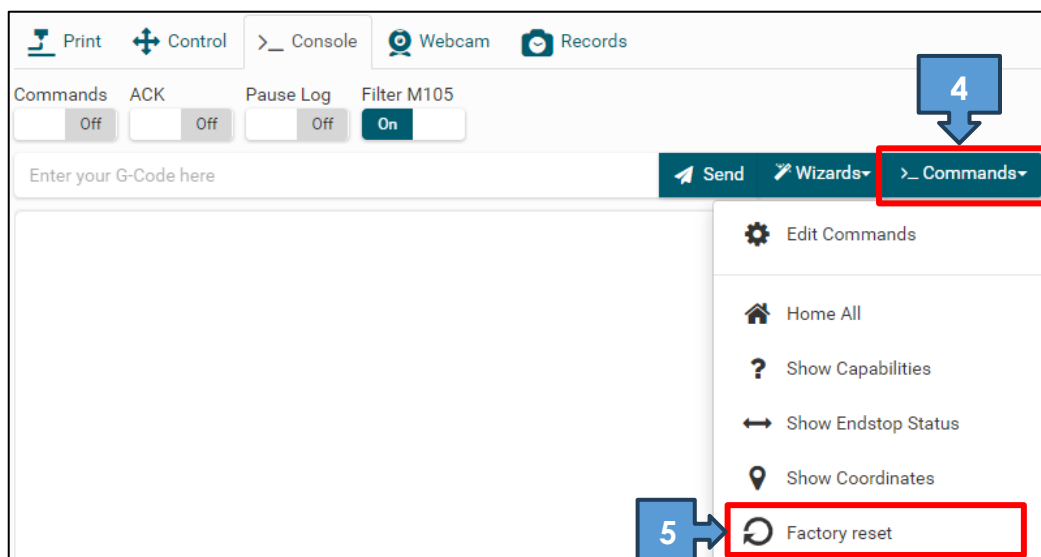 Print Control >_ Console Webcam Records
Commands ACK Pause Log Filter M105
Off Off Off On
4
Enter your G-Code here Send Wizards >_ Commands
Edit Commands
Home All
? Show Capabilities
Show Endstop Status
Show Coordinates
5 Factory reset